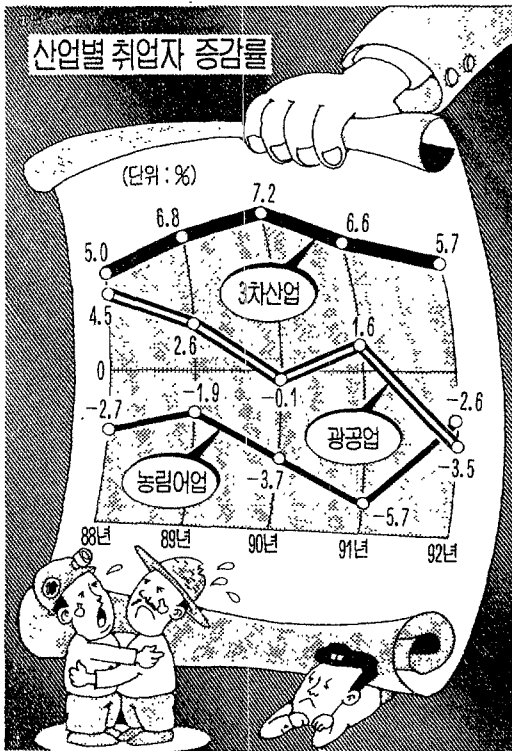 산업별 취업자 증감률
(단위 : %)
5.0
6.8
7.2
6.6
5.7
3차산업
4.5
2.6
-0.1
1.6
-3.5
광공업
0
-2.7
-1.9
-3.7
-5.7
-2.6
농림어업
88년
89년
90년
91년
92년